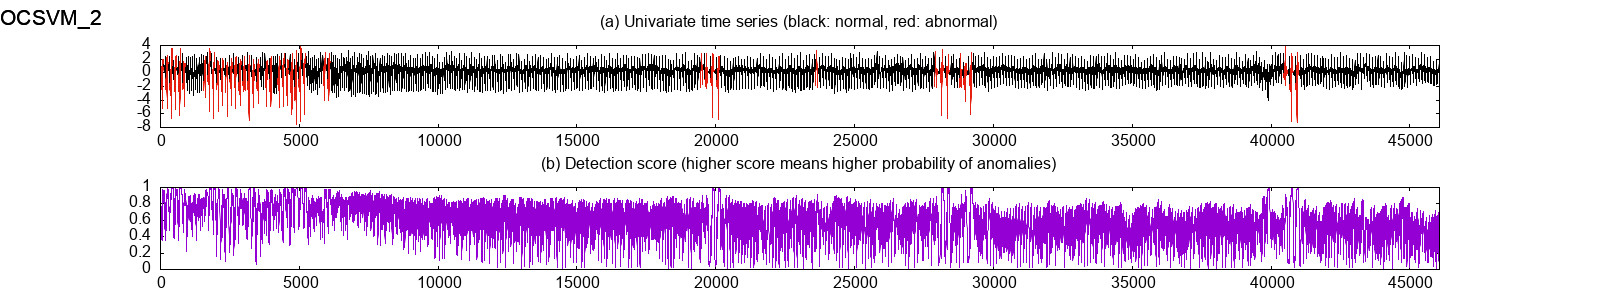 OCSVM_2
(a) Univariate time series (black: normal, red: abnormal)
4
2
0
-2
-4
-6
-8
0 5000 10000 15000 20000 25000 30000 35000 40000 45000
(b) Detection score (higher score means higher probability of anomalies)
1
0.8
0.6
0.4
0.2
0
0 5000 10000 15000 20000 25000 30000 35000 40000 45000